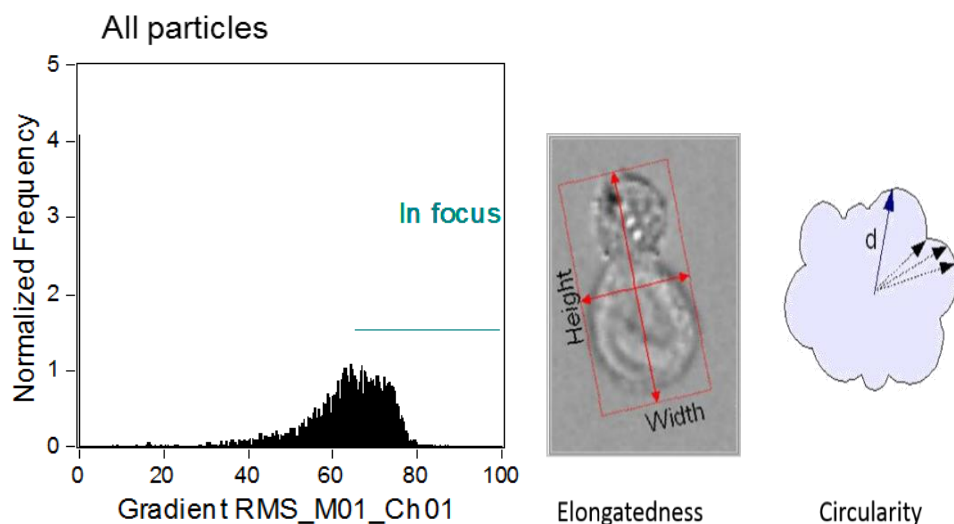 All particles
5
4
3
2
1
0
Normalized Frequency
In focus
0
20
40
60
80
100
Gradient RMS_M01_Ch01
Height
Width
Elongatedness
d
Circularity